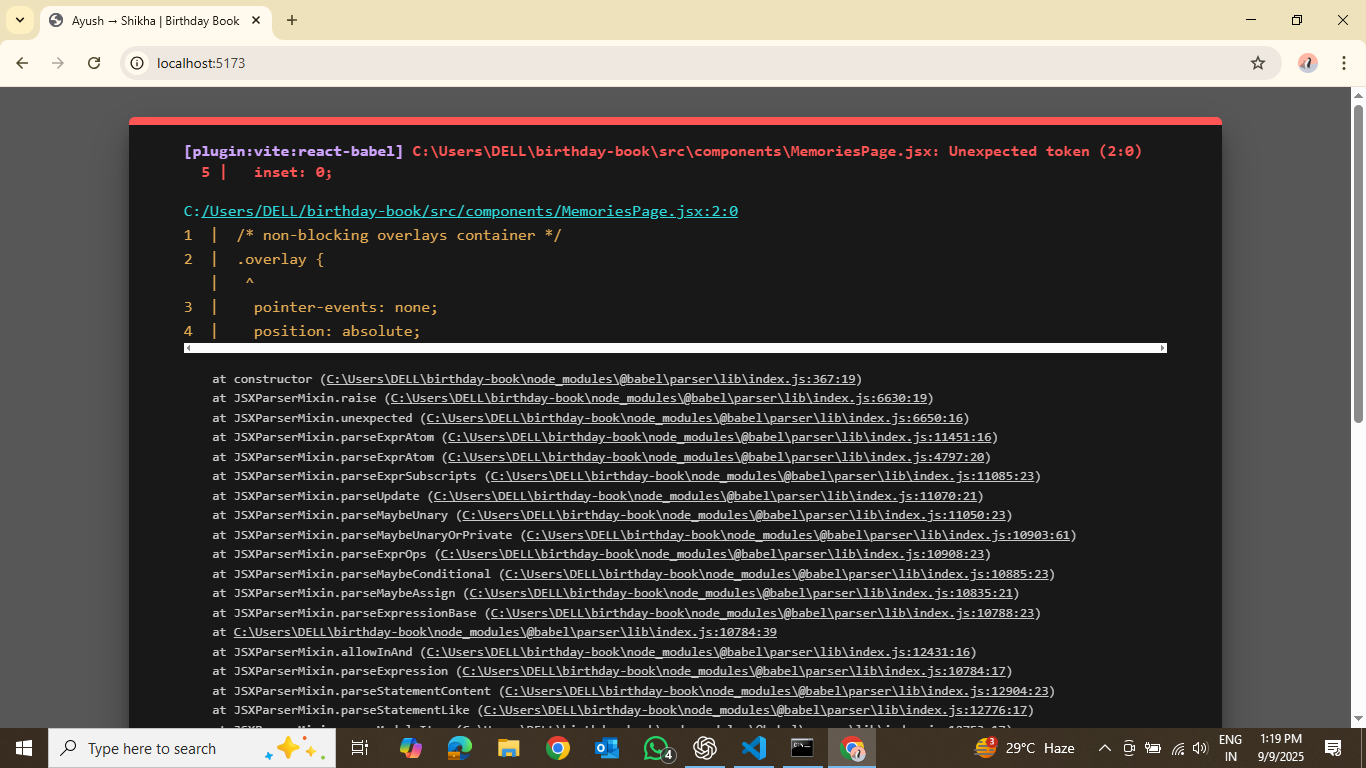 Ayush → Shikha | Birthday Book
localhost:5173
[plugin:vite:react-babel] C:\Users\DELL\birthday-book\src\components\MemoriesPage.jsx: Unexpected token (2:0)
5 |   inset: 0;
C:/Users/DELL/birthday-book/src/components/MemoriesPage.jsx:2:0
1  |  /* non-blocking overlays container */
2  |  .overlay {
   |   ^
3  |    pointer-events: none;
4  |    position: absolute;
at constructor (C:\Users\DELL\birthday-book\node_modules\@babel\parser\lib\index.js:367:19)
at JSXParserMixin.raise (C:\Users\DELL\birthday-book\node_modules\@babel\parser\lib\index.js:6630:19)
at JSXParserMixin.unexpected (C:\Users\DELL\birthday-book\node_modules\@babel\parser\lib\index.js:6650:16)
at JSXParserMixin.parseExprAtom (C:\Users\DELL\birthday-book\node_modules\@babel\parser\lib\index.js:11451:16)
at JSXParserMixin.parseExprAtom (C:\Users\DELL\birthday-book\node_modules\@babel\parser\lib\index.js:4797:20)
at JSXParserMixin.parseExprSubscripts (C:\Users\DELL\birthday-book\node_modules\@babel\parser\lib\index.js:11085:23)
at JSXParserMixin.parseUpdate (C:\Users\DELL\birthday-book\node_modules\@babel\parser\lib\index.js:11070:21)
at JSXParserMixin.parseMaybeUnary (C:\Users\DELL\birthday-book\node_modules\@babel\parser\lib\index.js:11050:23)
at JSXParserMixin.parseMaybeUnaryOrPrivate (C:\Users\DELL\birthday-book\node_modules\@babel\parser\lib\index.js:10903:61)
at JSXParserMixin.parseExprOps (C:\Users\DELL\birthday-book\node_modules\@babel\parser\lib\index.js:10908:23)
at JSXParserMixin.parseMaybeConditional (C:\Users\DELL\birthday-book\node_modules\@babel\parser\lib\index.js:10885:23)
at JSXParserMixin.parseMaybeAssign (C:\Users\DELL\birthday-book\node_modules\@babel\parser\lib\index.js:10835:21)
at JSXParserMixin.parseExpressionBase (C:\Users\DELL\birthday-book\node_modules\@babel\parser\lib\index.js:10788:23)
at C:\Users\DELL\birthday-book\node_modules\@babel\parser\lib\index.js:10784:39
at JSXParserMixin.allowInAnd (C:\Users\DELL\birthday-book\node_modules\@babel\parser\lib\index.js:12431:16)
at JSXParserMixin.parseExpression (C:\Users\DELL\birthday-book\node_modules\@babel\parser\lib\index.js:10784:17)
at JSXParserMixin.parseStatementContent (C:\Users\DELL\birthday-book\node_modules\@babel\parser\lib\index.js:12904:23)
at JSXParserMixin.parseStatementLike (C:\Users\DELL\birthday-book\node_modules\@babel\parser\lib\index.js:12776:17)
Type here to search
4
3
29°C Haze
ENG
IN
1:19 PM
9/9/2025